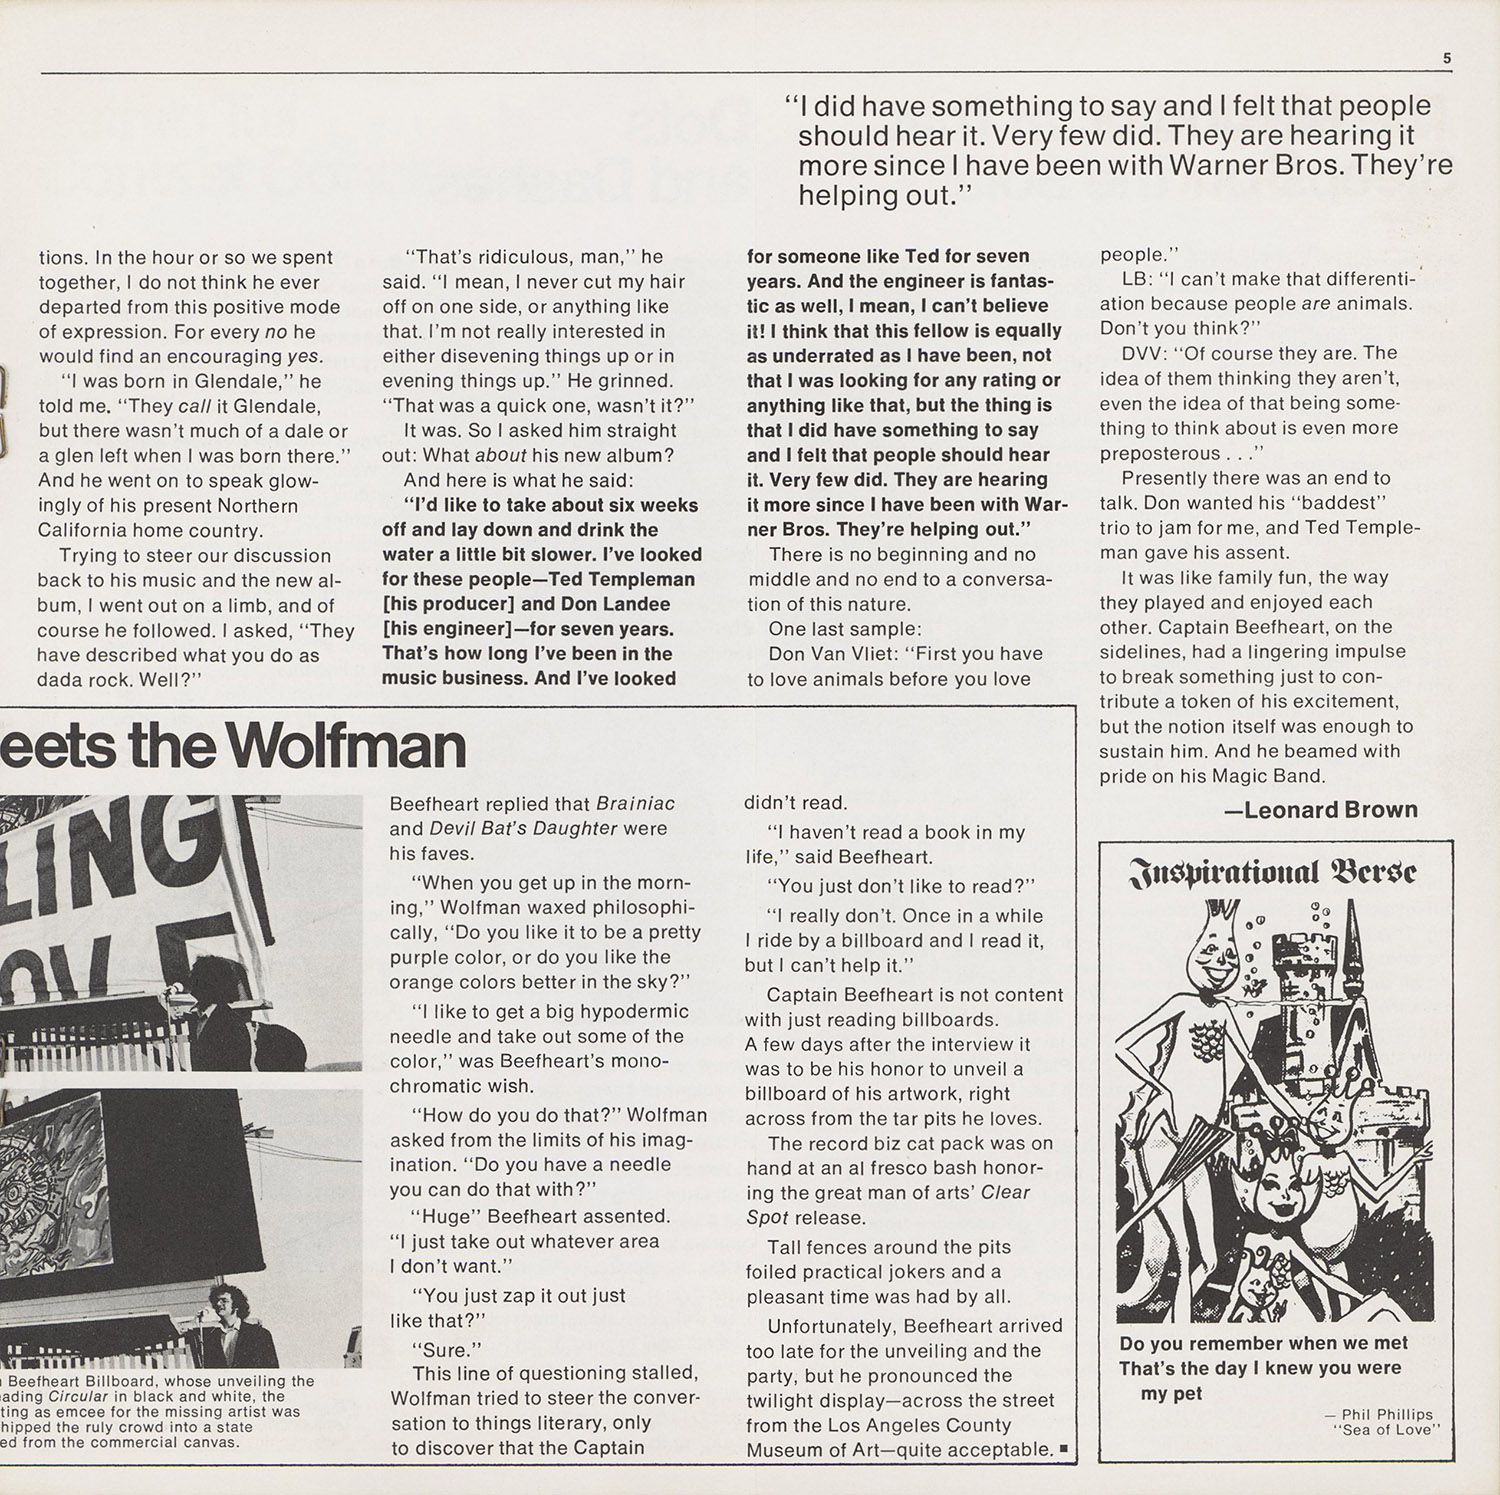 5
“I did have something to say and I felt that people
should hear it. Very few did. They are hearing it
more since I have been with Warner Bros. They’re
helping out.”
tions. In the hour or so we spent
together, I do not think he ever
departed from this positive mode
of expression. For every no he
would find an encouraging yes.
“I was born in Glendale,” he
told me. “They call it Glendale,
but there wasn’t much of a dale or
a glen left when I was born there.”
And he went on to speak glow-
ingly of his present Northern
California home country.
Trying to steer our discussion
back to his music and the new al-
bum, I went out on a limb, and of
course he followed. I asked, “They
have described what you do as
dada rock. Well?”
“That’s ridiculous, man,” he
said. “I mean, I never cut my hair
off on one side, or anything like
that. I’m not really interested in
either disevening things up or in
evening things up.” He grinned.
“That was a quick one, wasn’t it?”
It was. So I asked him straight
out: What about his new album?
And here is what he said:
“I’d like to take about six weeks
off and lay down and drink the
water a little bit slower. I’ve looked
for these people—Ted Templeman
[his producer] and Don Landee
[his engineer]—for seven years.
That’s how long I’ve been in the
music business. And I’ve looked
for someone like Ted for seven
years. And the engineer is fantas-
tic as well, I mean, I can’t believe
it! I think that this fellow is equally
as underrated as I have been, not
that I was looking for any rating or
anything like that, but the thing is
that I did have something to say
and I felt that people should hear
it. Very few did. They are hearing
it more since I have been with War-
ner Bros. They’re helping out.”
There is no beginning and no
middle and no end to a conversa-
tion of this nature.
One last sample:
Don Van Vliet: “First you have
to love animals before you love
people.”
LB: “I can’t make that differenti-
ation because people are animals.
Don’t you think?”
DVV: “Of course they are. The
idea of them thinking they aren’t,
even the idea of that being some-
thing to think about is even more
preposterous . . .”
Presently there was an end to
talk. Don wanted his “baddest”
trio to jam for me, and Ted Temple-
man gave his assent.
It was like family fun, the way
they played and enjoyed each
other. Captain Beefheart, on the
sidelines, had a lingering impulse
to break something just to con-
tribute a token of his excitement,
but the notion itself was enough to
sustain him. And he beamed with
pride on his Magic Band.
—Leonard Brown
eets the Wolfman
LING
OV E
Beefheart Billboard, whose unveiling the
eading Circular in black and white, the
ting as emcee for the missing artist was
hipped the ruly crowd into a state
ed from the commercial canvas.
Beefheart replied that Brainiac
and Devil Bat’s Daughter were
his faves.
“When you get up in the morn-
ing,” Wolfman waxed philosophi-
cally, “Do you like it to be a pretty
purple color, or do you like the
orange colors better in the sky?”
“I like to get a big hypodermic
needle and take out some of the
color,” was Beefheart’s mono-
chromatic wish.
“How do you do that?” Wolfman
asked from the limits of his imag-
ination. “Do you have a needle
you can do that with?”
“Huge” Beefheart assented.
“I just take out whatever area
I don’t want.”
“You just zap it out just
like that?”
“Sure.”
This line of questioning stalled,
Wolfman tried to steer the conver-
sation to things literary, only
to discover that the Captain
didn’t read.
“I haven’t read a book in my
life,” said Beefheart.
“You just don’t like to read?”
“I really don’t. Once in a while
I ride by a billboard and I read it,
but I can’t help it.”
Captain Beefheart is not content
with just reading billboards.
A few days after the interview it
was to be his honor to unveil a
billboard of his artwork, right
across from the tar pits he loves.
The record biz cat pack was on
hand at an al fresco bash honor-
ing the great man of arts’ Clear
Spot release.
Tall fences around the pits
foiled practical jokers and a
pleasant time was had by all.
Unfortunately, Beefheart arrived
too late for the unveiling and the
party, but he pronounced the
twilight display—across the street
from the Los Angeles County
Museum of Art—quite acceptable. ■
Inspirational Verse
Do you remember when we met
That’s the day I knew you were
my pet
— Phil Phillips
“Sea of Love”